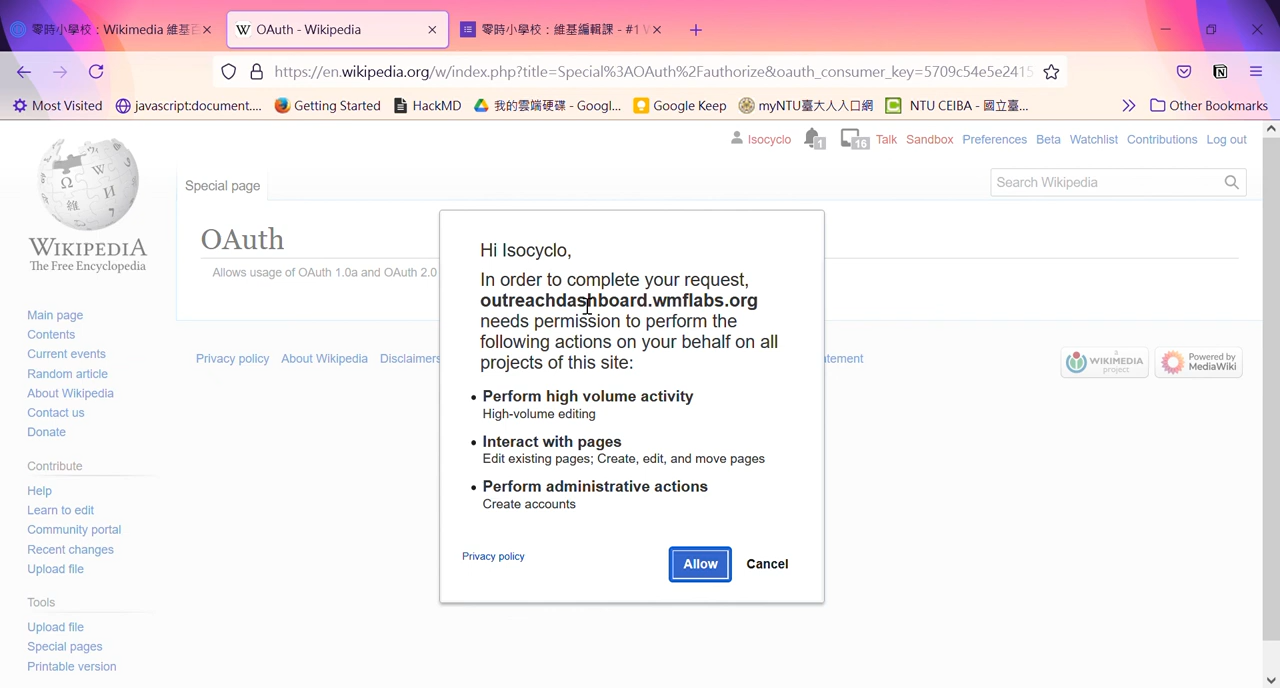 零時小學校：Wikimedia 維基
OAuth - Wikipedia
零時小學校：維基編輯課 - #1
https://en.wikipedia.org/w/index.php?title=Special%3AOAuth%2Fauthorize&oauth_consumer_key=5709c54e5e2415
Most Visited
javascript:document....
Getting Started
HackMD
我的雲端硬碟 - Googl...
Google Keep
myNTU臺大人入口網
NTU CEIBA - 國立臺...
Other Bookmarks
Isocyclo
1
16
Talk
Sandbox
Preferences
Beta
Watchlist
Contributions
Log out
WIKIPEDIA
The Free Encyclopedia
Special page
Search Wikipedia
OAuth
Allows usage of OAuth 1.0a and OAuth 2.0
Hi Isocyclo,
In order to complete your request,
outreachdashboard.wmflabs.org
needs permission to perform the
following actions on your behalf on all
projects of this site:
Perform high volume activity
High-volume editing
Interact with pages
Edit existing pages; Create, edit, and move pages
Perform administrative actions
Create accounts
Privacy policy
Allow
Cancel
Main page
Contents
Current events
Random article
About Wikipedia
Contact us
Donate
Contribute
Help
Learn to edit
Community portal
Recent changes
Upload file
Tools
Upload file
Special pages
Printable version
Privacy policy
About Wikipedia
Disclaimers
tement
A
WIKIMEDIA
project
Powered by
MediaWiki